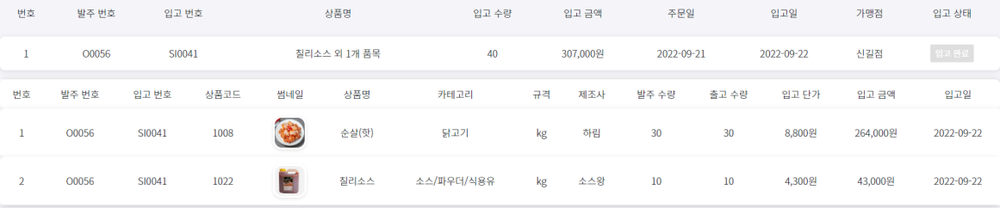 번호 발주 번호 입고 번호 상품명 입고 수량 입고 금액 주문일 입고일 가맹점 입고 상태
1 O0056 SI0041 칠리소스 외 1개 품목 40 307,000원 2022-09-21 2022-09-22 신길점 입고 완료
번호 발주 번호 입고 번호 상품코드 썸네일 상품명 카테고리 규격 제조사 발주 수량 출고 수량 입고 단가 입고 금액 입고일
1 O0056 SI0041 1008 순살(핫) 닭고기 kg 하림 30 30 8,800원 264,000원 2022-09-22
2 O0056 SI0041 1022 칠리소스 소스/파우더/식용유 kg 소스왕 10 10 4,300원 43,000원 2022-09-22